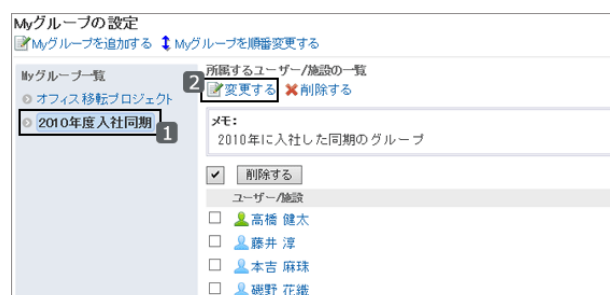 Myグループの設定
Myグループを追加する Myグループを順番変更する
Myグループ一覧
オフィス移転プロジェクト
2010年度入社同期
1
所属するユーザー/施設の一覧
2
変更する 削除する
メモ:
2010年に入社した同期のグループ
削除する
ユーザー/施設
高橋 健太
藤井 淳
本吉 麻珠
磯野 花織